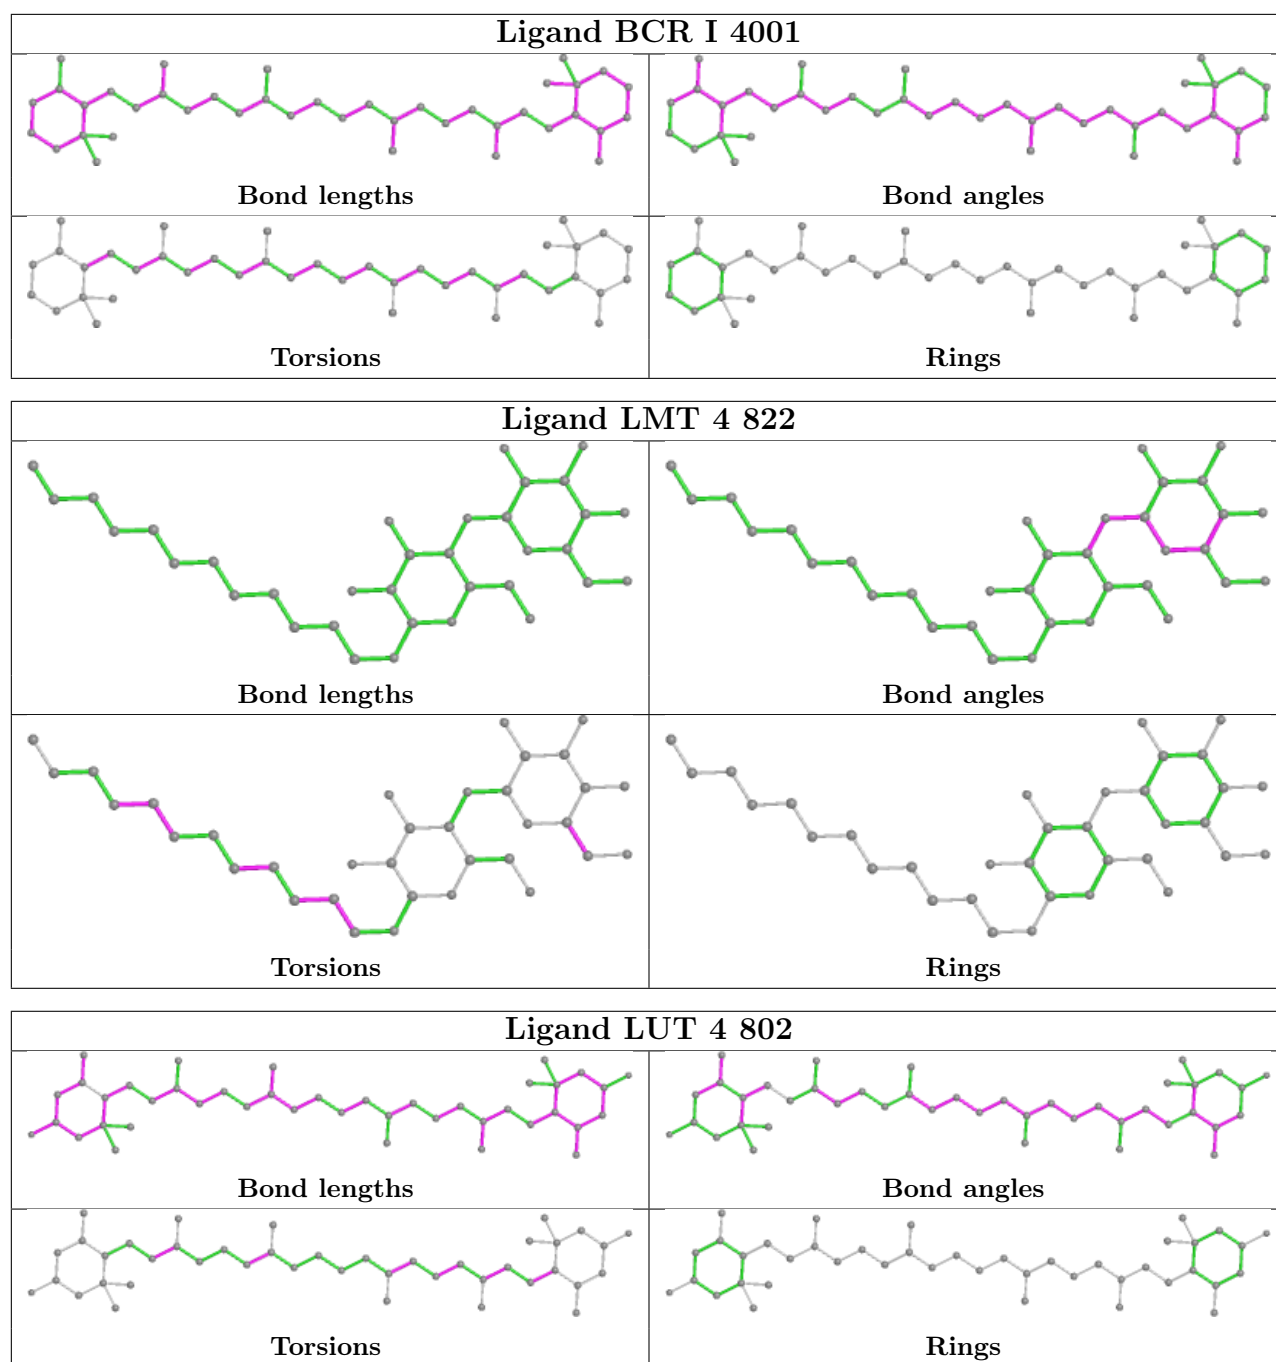 Ligand BCR I 4001
Bond lengths
Bond angles
Torsions
Rings
Ligand LMT 4 822
Bond lengths
Bond angles
Torsions
Rings
Ligand LUT 4 802
Bond lengths
Bond angles
Torsions
Rings